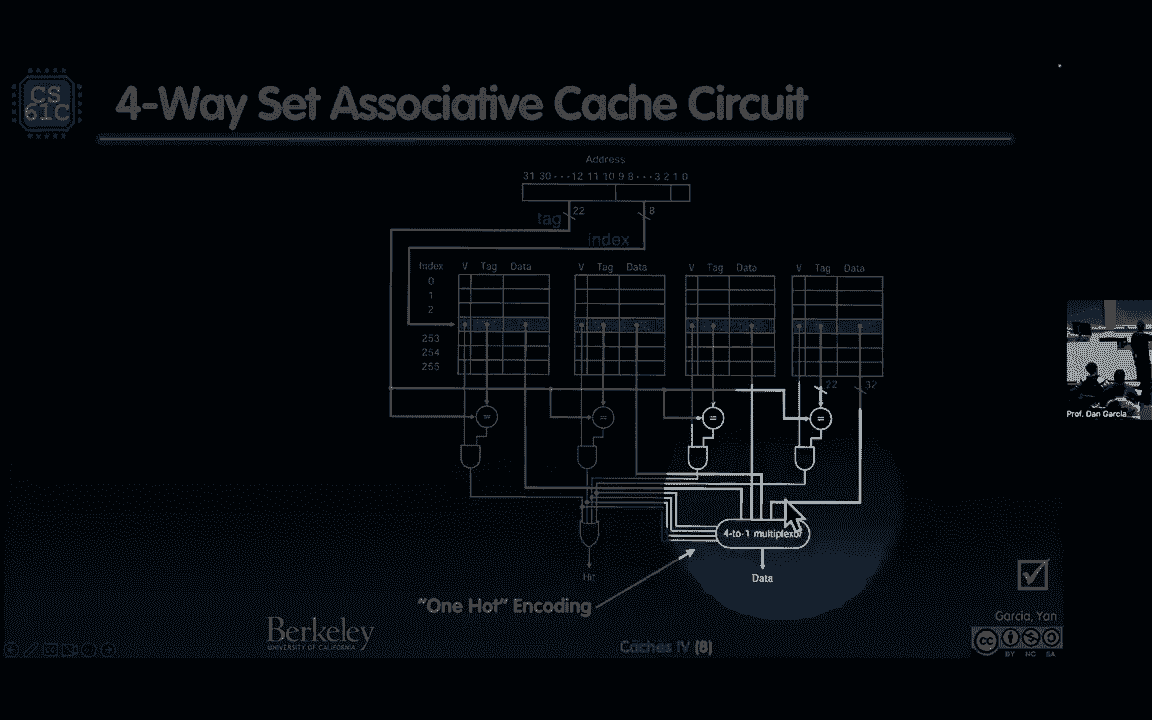 CS
61C
4-Way Set Associative Cache Circuit
Address
31 30 ··· 12 11 10 9 8 ··· 3 2 1 0
tag
22
8
index
Index V Tag Data V Tag Data V Tag Data V Tag Data
0
1
2
253
254
255
22
32
=
=
=
=
4-to-1 multiplexor
Hit
Data
"One Hot" Encoding
Berkeley
UNIVERSITY OF CALIFORNIA
Caches IV (8)
Garcia, Yan
cc
BY NC SA
Prof. Dan Garcia